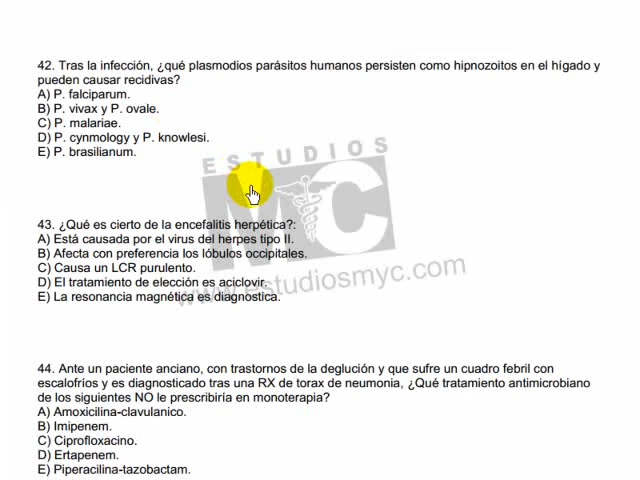 42. Tras la infección, ¿qué plasmodios parásitos humanos persisten como hipnozoitos en el hígado y
pueden causar recidivas?
A) P. falciparum.
B) P. vivax y P. ovale.
C) P. malariae.
D) P. cynmology y P. knowlesi.
E) P. brasilianum.
ESTUDIOS
MC
43. ¿Qué es cierto de la encefalitis herpética?:
A) Está causada por el virus del herpes tipo II.
B) Afecta con preferencia los lóbulos occipitales.
C) Causa un LCR purulento.
D) El tratamiento de elección es aciclovir.
E) La resonancia magnética es diagnostica.
www.estudiosmyc.com
44. Ante un paciente anciano, con trastornos de la deglución y que sufre un cuadro febril con
escalofríos y es diagnosticado tras una RX de torax de neumonia, ¿Qué tratamiento antimicrobiano
de los siguientes NO le prescribiría en monoterapia?
A) Amoxicilina-clavulanico.
B) Imipenem.
C) Ciprofloxacino.
D) Ertapenem.
E) Piperacilina-tazobactam.